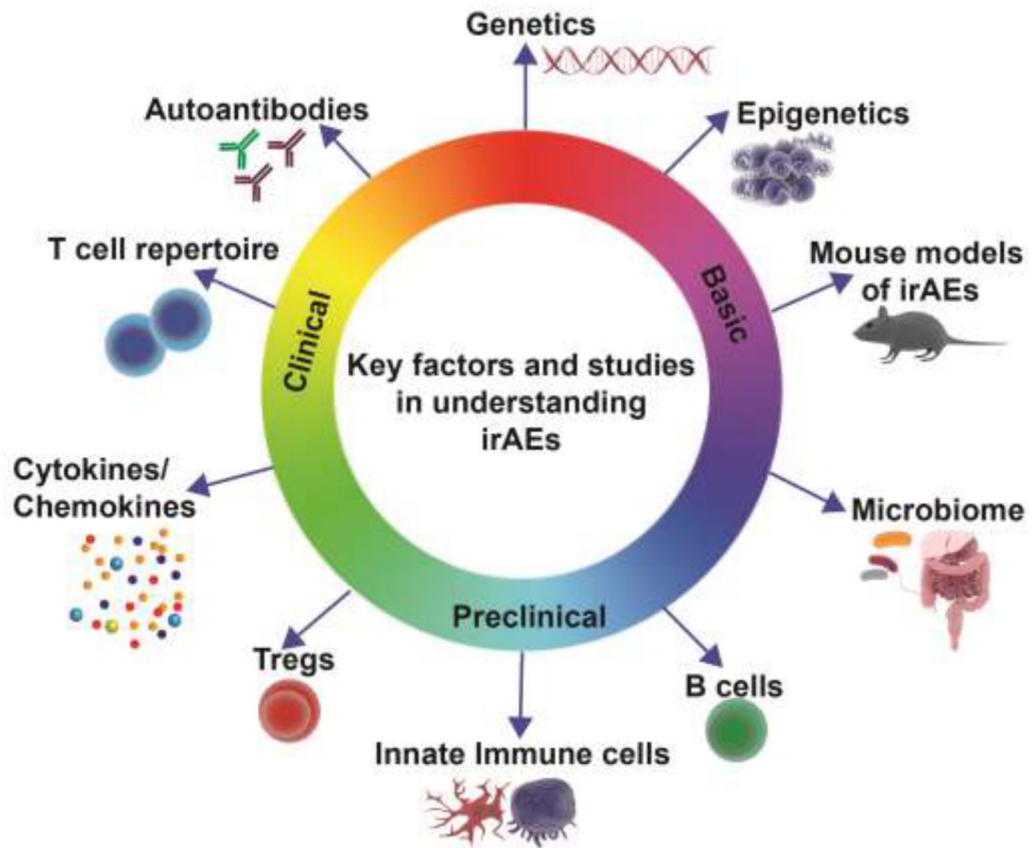 Genetics
Autoantibodies
Epigenetics
T cell repertoire
Mouse models
of irAEs
Clinical
Basic
Key factors and studies
in understanding
irAEs
Cytokines/
Chemokines
Microbiome
Preclinical
Tregs
B cells
Innate Immune cells